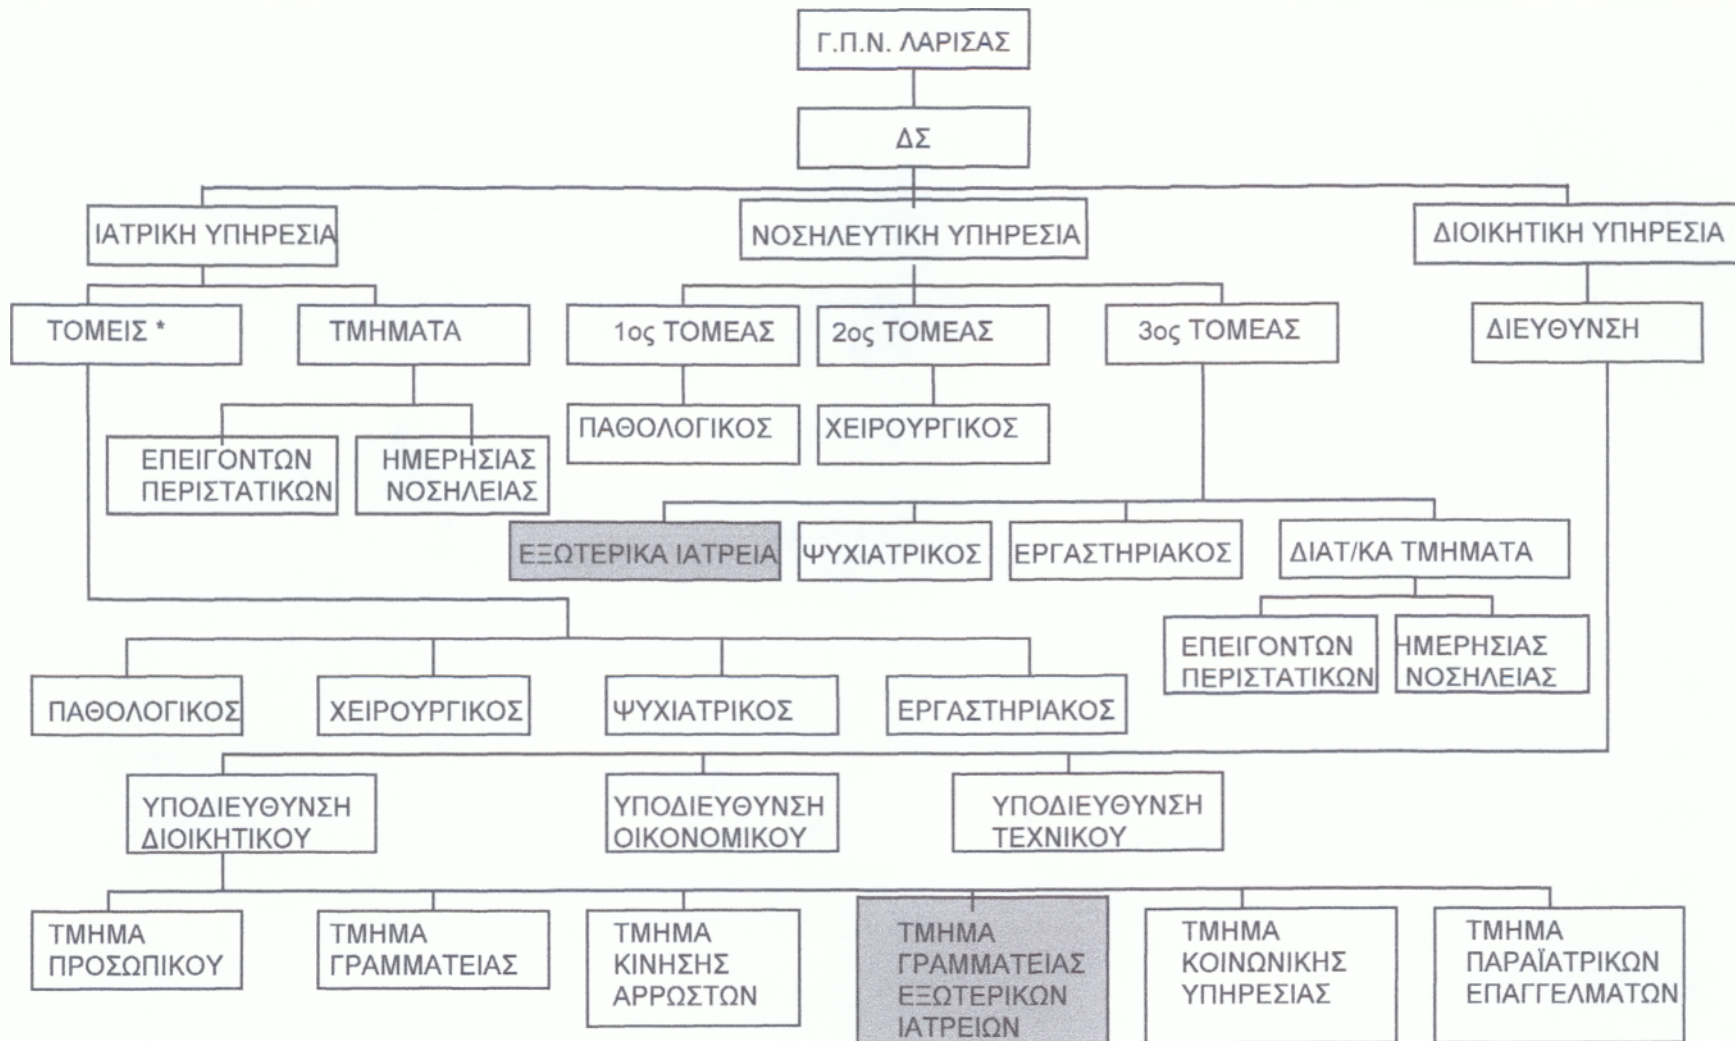 Γ.Π.Ν. ΛΑΡΙΣΑΣ
ΔΣ
ΙΑΤΡΙΚΗ ΥΠΗΡΕΣΙΑ
ΝΟΣΗΛΕΥΤΙΚΗ ΥΠΗΡΕΣΙΑ
ΔΙΟΙΚΗΤΙΚΗ ΥΠΗΡΕΣΙΑ
ΤΟΜΕΙΣ *
ΤΜΗΜΑΤΑ
1ος ΤΟΜΕΑΣ
2ος ΤΟΜΕΑΣ
3ος ΤΟΜΕΑΣ
ΔΙΕΥΘΥΝΣΗ
ΠΑΘΟΛΟΓΙΚΟΣ
ΧΕΙΡΟΥΡΓΙΚΟΣ
ΕΠΕΙΓΟΝΤΩΝ
ΠΕΡΙΣΤΑΤΙΚΩΝ
ΗΜΕΡΗΣΙΑΣ
ΝΟΣΗΛΕΙΑΣ
ΕΞΩΤΕΡΙΚΑ ΙΑΤΡΕΙΑ
ΨΥΧΙΑΤΡΙΚΟΣ
ΕΡΓΑΣΤΗΡΙΑΚΟΣ
ΔΙΑΤ/ΚΑ ΤΜΗΜΑΤΑ
ΕΠΕΙΓΟΝΤΩΝ
ΠΕΡΙΣΤΑΤΙΚΩΝ
ΗΜΕΡΗΣΙΑΣ
ΝΟΣΗΛΕΙΑΣ
ΠΑΘΟΛΟΓΙΚΟΣ
ΧΕΙΡΟΥΡΓΙΚΟΣ
ΨΥΧΙΑΤΡΙΚΟΣ
ΕΡΓΑΣΤΗΡΙΑΚΟΣ
ΥΠΟΔΙΕΥΘΥΝΣΗ
ΔΙΟΙΚΗΤΙΚΟΥ
ΥΠΟΔΙΕΥΘΥΝΣΗ
ΟΙΚΟΝΟΜΙΚΟΥ
ΥΠΟΔΙΕΥΘΥΝΣΗ
ΤΕΧΝΙΚΟΥ
ΤΜΗΜΑ
ΠΡΟΣΩΠΙΚΟΥ
ΤΜΗΜΑ
ΓΡΑΜΜΑΤΕΙΑΣ
ΤΜΗΜΑ
ΚΙΝΗΣΗΣ
ΑΡΡΩΣΤΩΝ
ΤΜΗΜΑ
ΓΡΑΜΜΑΤΕΙΑΣ
ΕΞΩΤΕΡΙΚΩΝ
ΙΑΤΡΕΙΩΝ
ΤΜΗΜΑ
ΚΟΙΝΩΝΙΚΗΣ
ΥΠΗΡΕΣΙΑΣ
ΤΜΗΜΑ
ΠΑΡΑΪΑΤΡΙΚΩΝ
ΕΠΑΓΓΕΛΜΑΤΩΝ